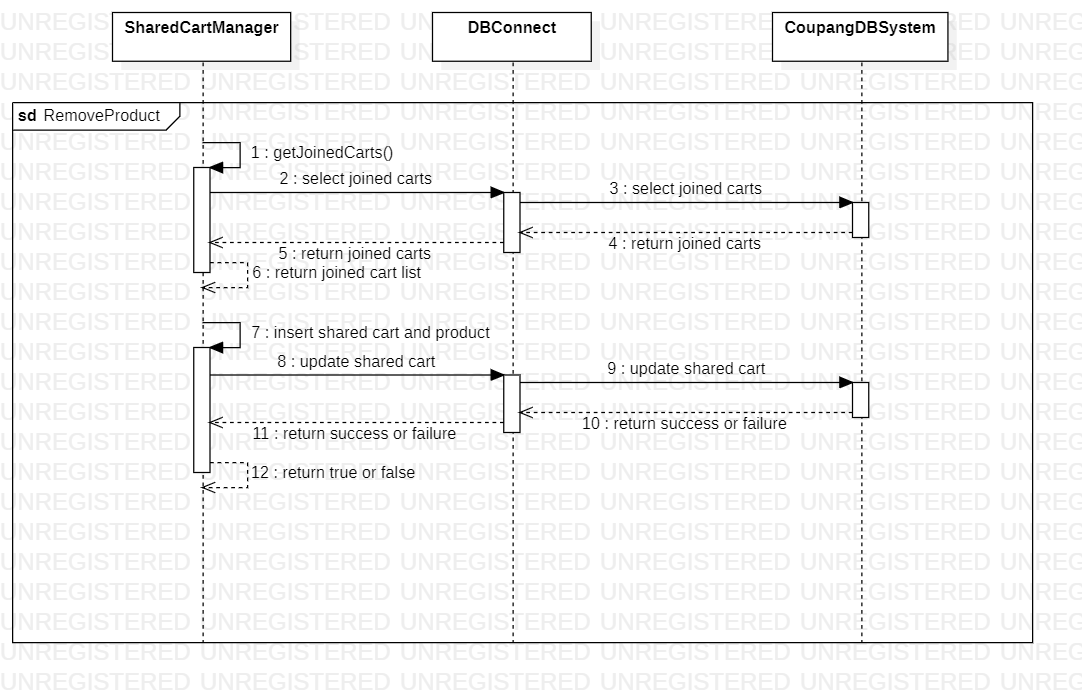 SharedCartManager
DBConnect
CoupangDBSystem
sd RemoveProduct
1 : getJoinedCarts()
2 : select joined carts
3 : select joined carts
4 : return joined carts
5 : return joined carts
6 : return joined cart list
7 : insert shared cart and product
8 : update shared cart
9 : update shared cart
10 : return success or failure
11 : return success or failure
12 : return true or false
UNREGISTERED